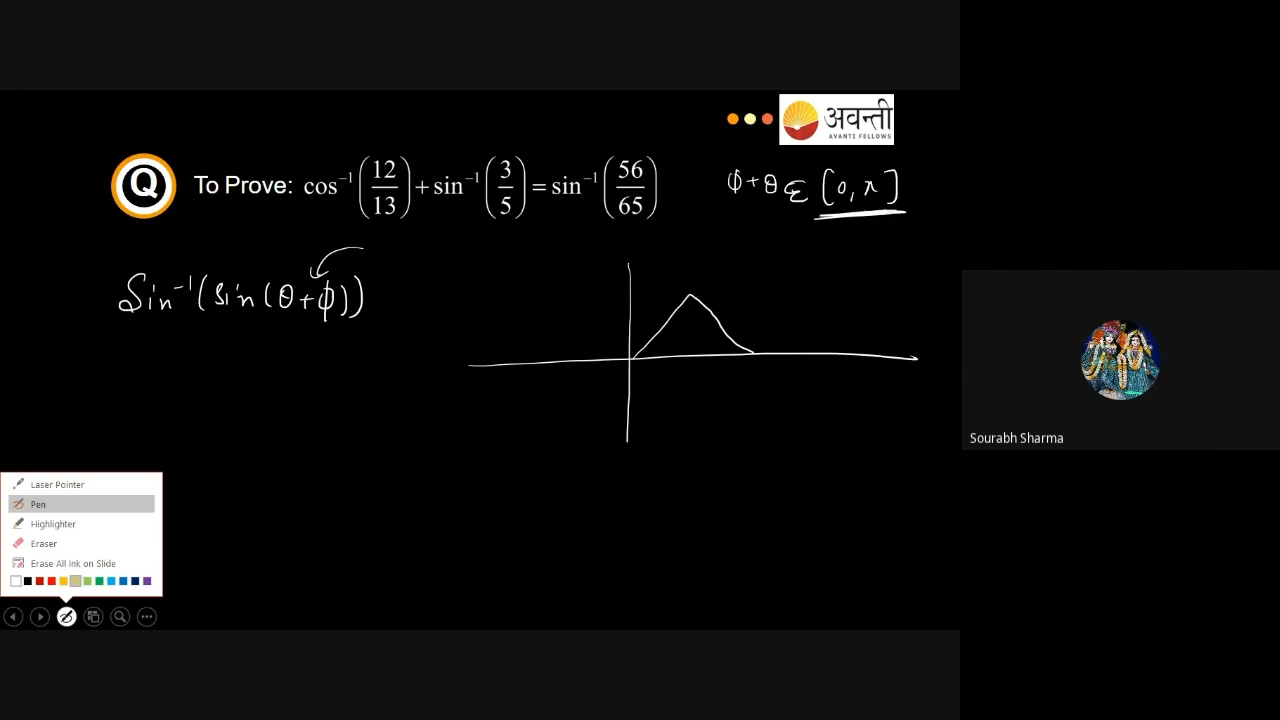 अवन्ती
AVANTI FELLOWS
Q To Prove: cos⁻¹(12/13) + sin⁻¹(3/5) = sin⁻¹(56/65)
ϕ+θ ∈ [0, π]
Sin⁻¹(sin(θ+ϕ))
Sourabh Sharma
Laser Pointer
Pen
Highlighter
Eraser
Erase All Ink on Slide